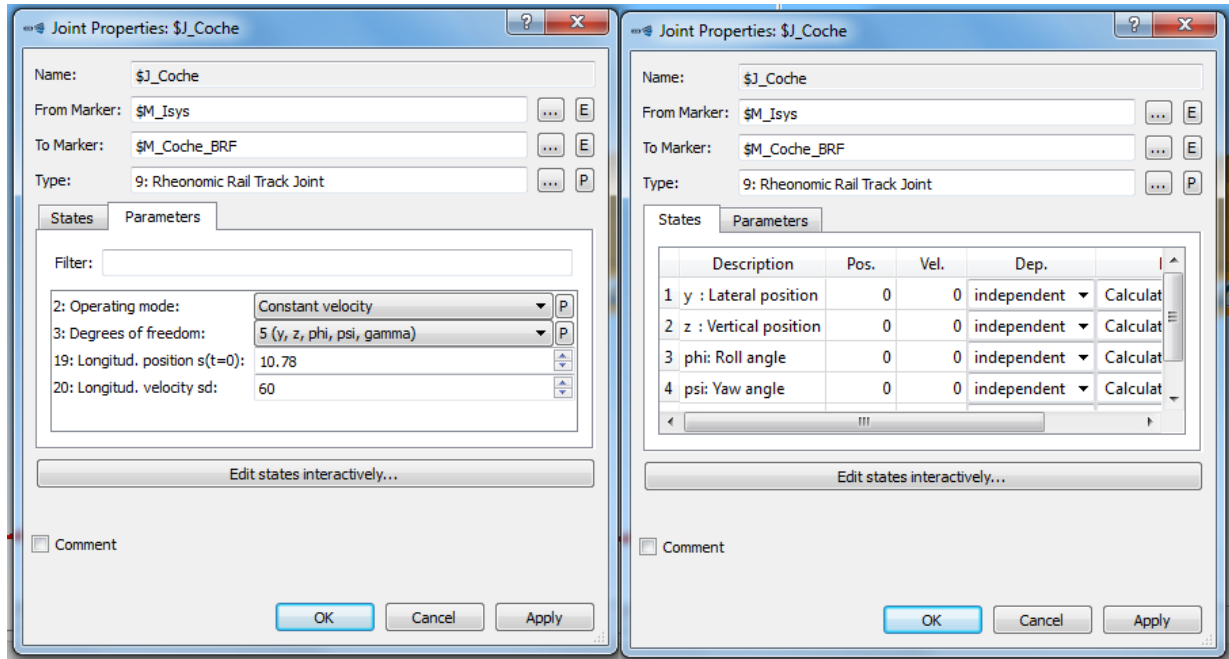 Joint Properties: $J_Coche
Name: $J_Coche
From Marker: $M_Isys ... E
To Marker: $M_Coche_BRF ... E
Type: 9: Rheonomic Rail Track Joint ... P
States Parameters
Filter:
2: Operating mode: Constant velocity P
3: Degrees of freedom: 5 (y, z, phi, psi, gamma) P
19: Longitud. position s(t=0): 10.78
20: Longitud. velocity sd: 60
Edit states interactively...
Comment
OK Cancel Apply
Joint Properties: $J_Coche
Name: $J_Coche
From Marker: $M_Isys ... E
To Marker: $M_Coche_BRF ... E
Type: 9: Rheonomic Rail Track Joint ... P
States Parameters
Description Pos. Vel. Dep.
1 y : Lateral position 0 0 independent Calculat
2 z : Vertical position 0 0 independent Calculat
3 phi: Roll angle 0 0 independent Calculat
4 psi: Yaw angle 0 0 independent Calculat
Edit states interactively...
Comment
OK Cancel Apply